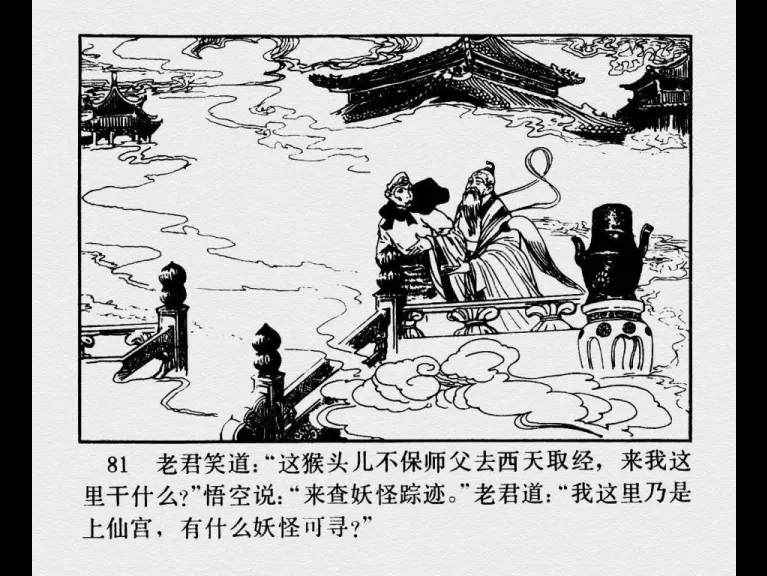 81 老君笑道：“这猴头儿不保师父去西天取经，来我这
里干什么？”悟空说：“来查妖怪踪迹。”老君道：“我这里乃是
上仙宫，有什么妖怪可寻？”